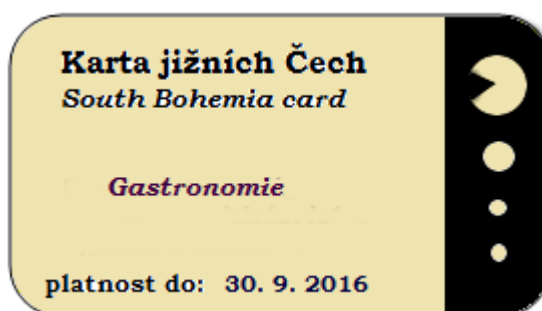 Karta jižních Čech
South Bohemia card
Gastronomie
platnost do: 30. 9. 2016